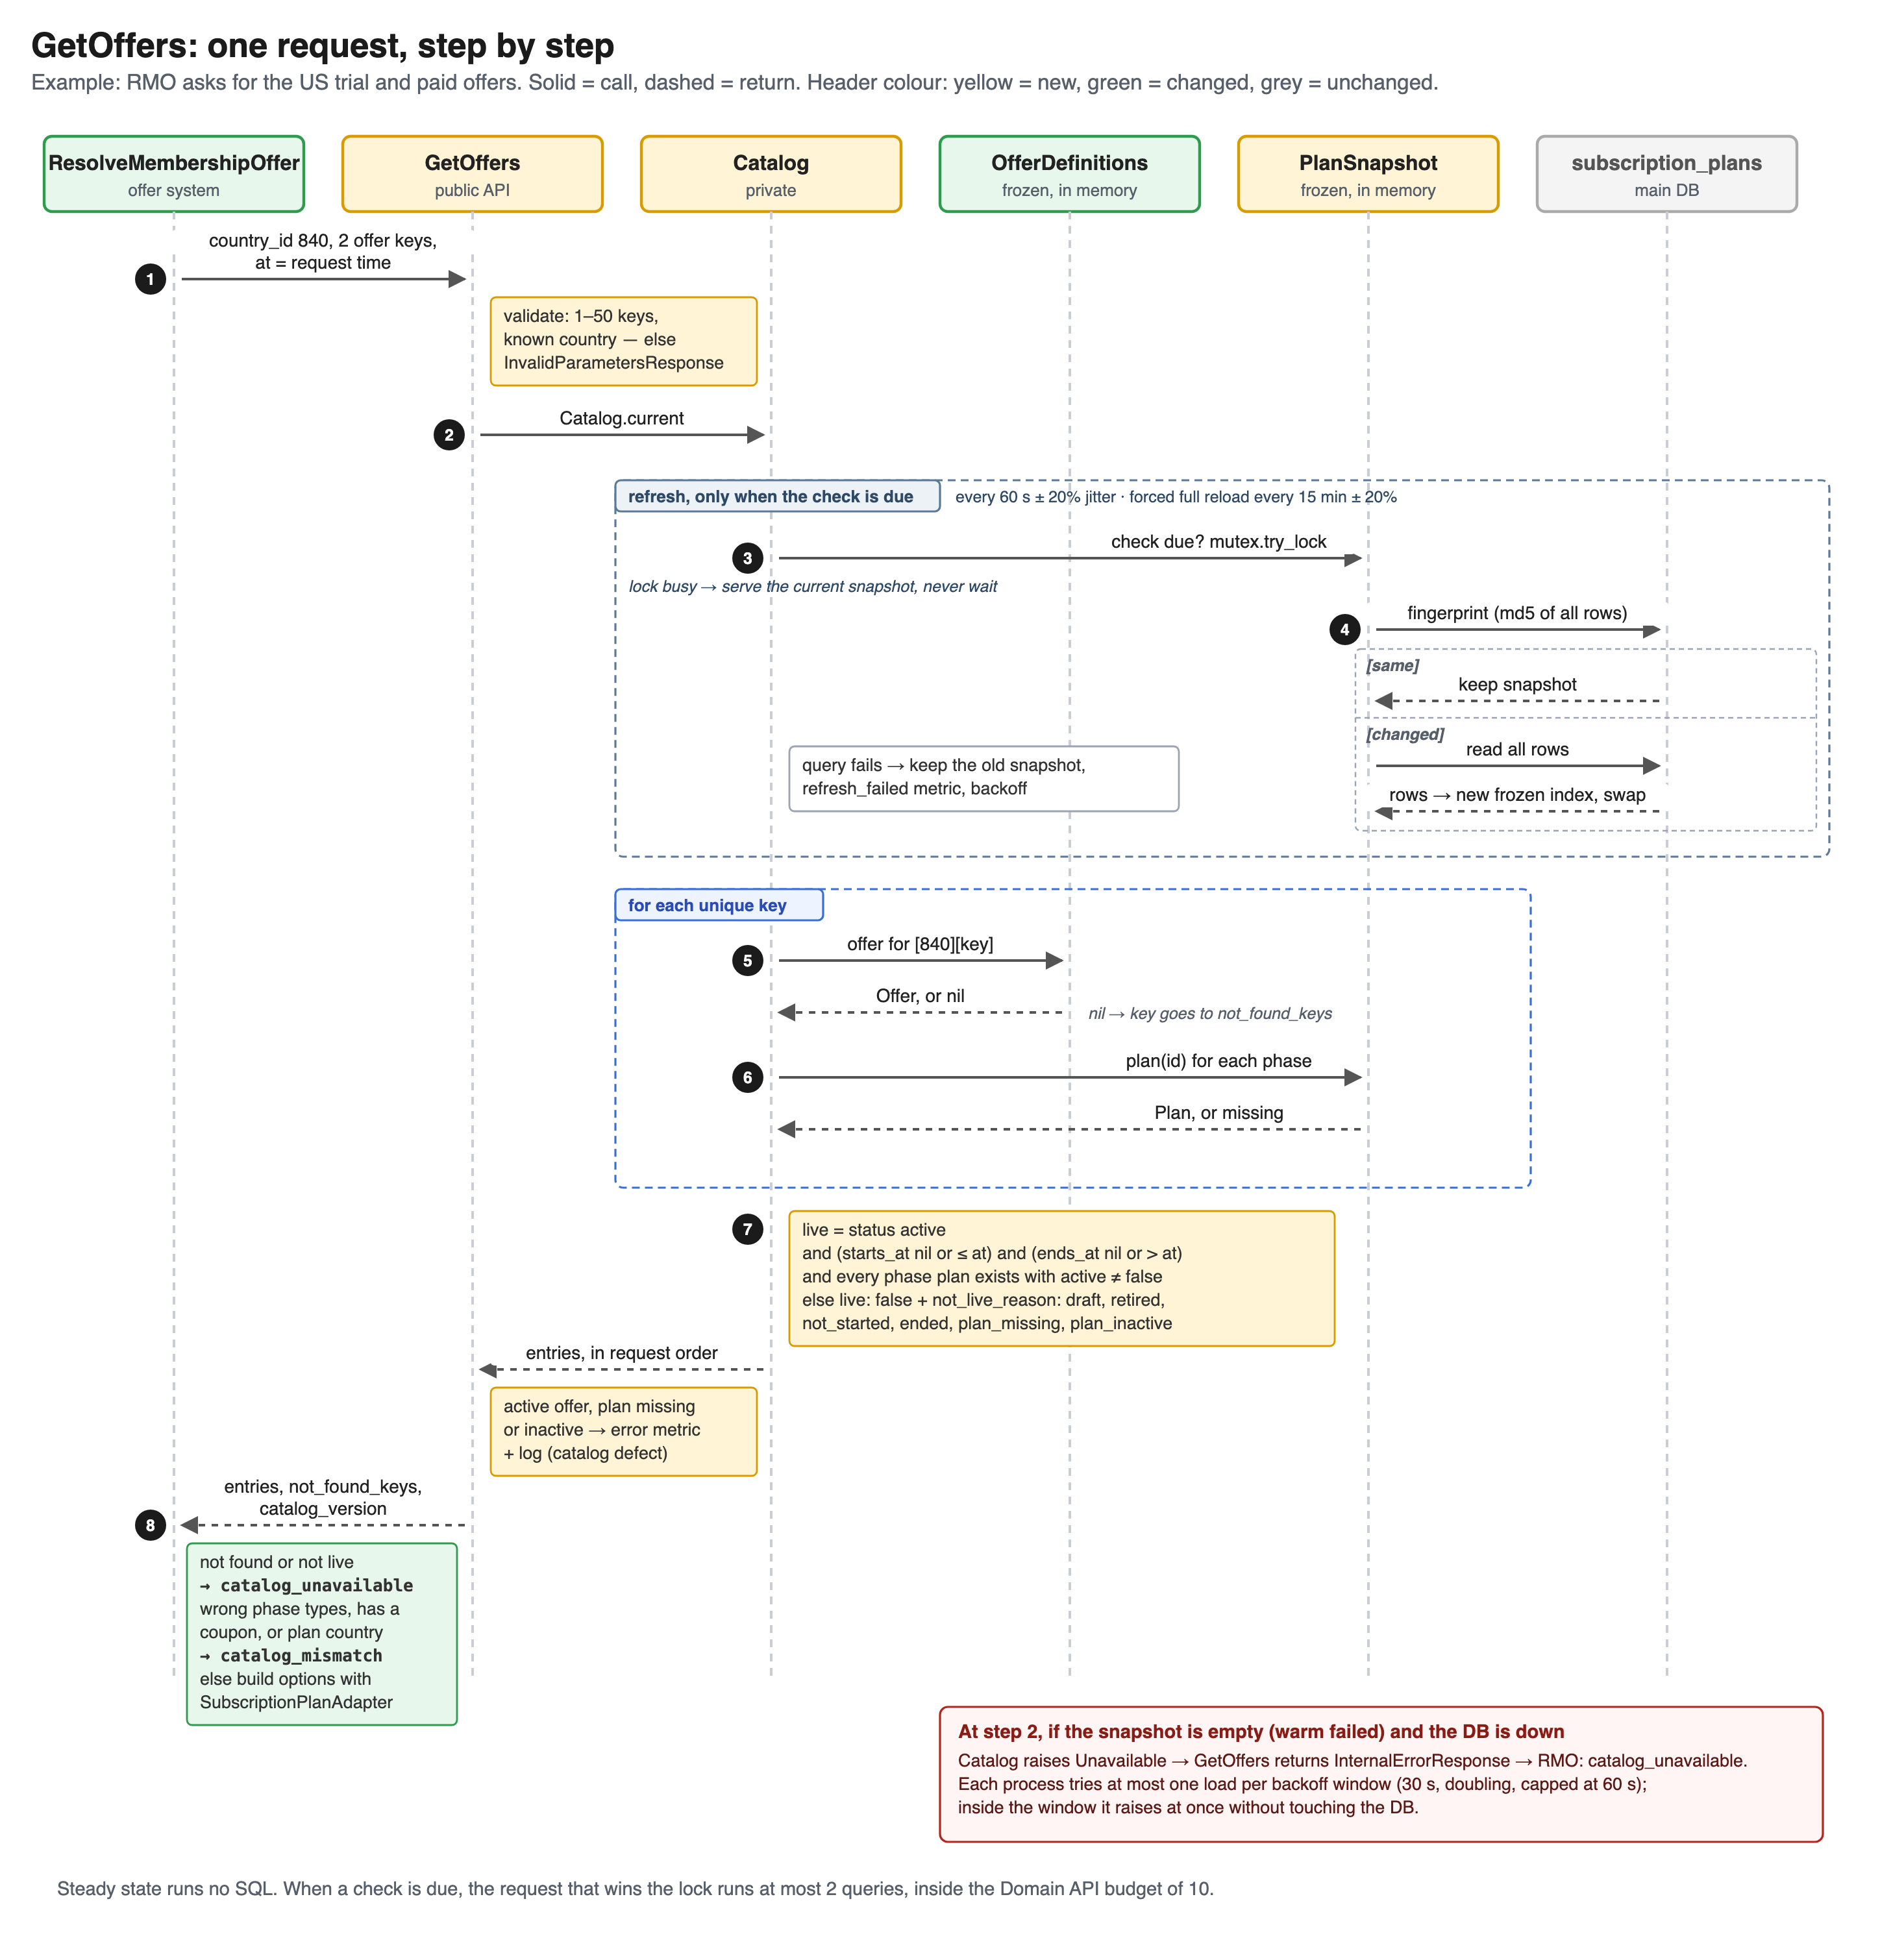 GetOffers: one request, step by step
Example: RMO asks for the US trial and paid offers. Solid = call, dashed = return. Header colour: yellow = new, green = changed, grey = unchanged.
ResolveMembershipOffer
offer system
GetOffers
public API
Catalog
private
OfferDefinitions
frozen, in memory
PlanSnapshot
frozen, in memory
subscription_plans
main DB
country_id 840, 2 offer keys,
at = request time
1
validate: 1–50 keys,
known country — else
InvalidParametersResponse
Catalog.current
2
refresh, only when the check is due
every 60 s ± 20% jitter · forced full reload every 15 min ± 20%
check due? mutex.try_lock
3
lock busy → serve the current snapshot, never wait
fingerprint (md5 of all rows)
4
[same]
keep snapshot
[changed]
read all rows
query fails → keep the old snapshot,
refresh_failed metric, backoff
rows → new frozen index, swap
for each unique key
offer for [840][key]
5
Offer, or nil
nil → key goes to not_found_keys
plan(id) for each phase
6
Plan, or missing
7
live = status active
and (starts_at nil or ≤ at) and (ends_at nil or > at)
and every phase plan exists with active ≠ false
else live: false + not_live_reason: draft, retired,
not_started, ended, plan_missing, plan_inactive
entries, in request order
active offer, plan missing
or inactive → error metric
+ log (catalog defect)
entries, not_found_keys,
catalog_version
8
not found or not live
→ catalog_unavailable
wrong phase types, has a
coupon, or plan country
→ catalog_mismatch
else build options with
SubscriptionPlanAdapter
At step 2, if the snapshot is empty (warm failed) and the DB is down
Catalog raises Unavailable → GetOffers returns InternalErrorResponse → RMO: catalog_unavailable.
Each process tries at most one load per backoff window (30 s, doubling, capped at 60 s);
inside the window it raises at once without touching the DB.
Steady state runs no SQL. When a check is due, the request that wins the lock runs at most 2 queries, inside the Domain API budget of 10.